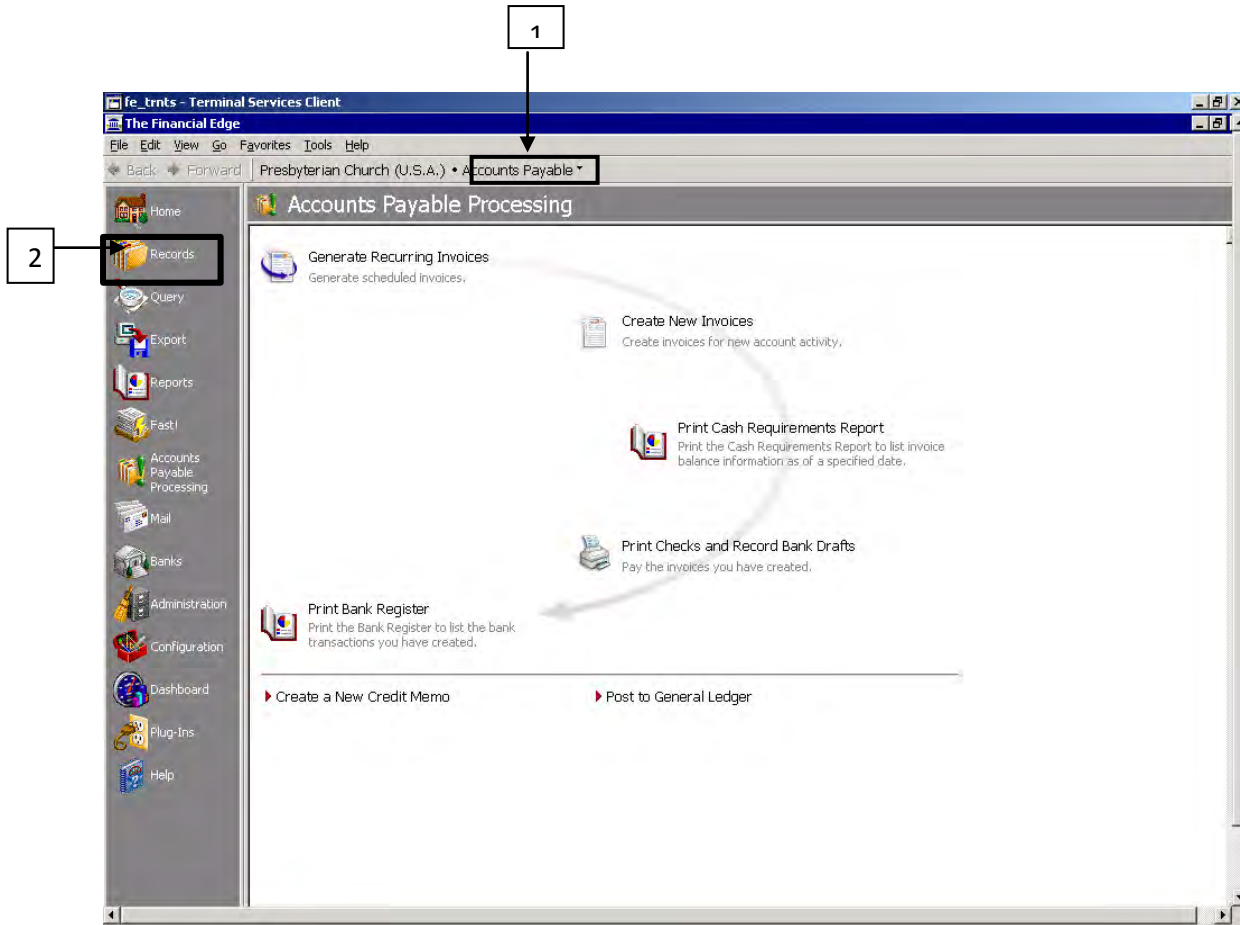 1
fe_trnts - Terminal Services Client
The Financial Edge
File Edit View Go Favorites Tools Help
Back Forward Presbyterian Church (U.S.A.) • Accounts Payable
Home
Accounts Payable Processing
2
Records
Query
Export
Reports
Fast!
Accounts
Payable
Processing
Mail
Banks
Administration
Configuration
Dashboard
Plug-Ins
Help
Generate Recurring Invoices
Generate scheduled invoices.
Create New Invoices
Create invoices for new account activity.
Print Cash Requirements Report
Print the Cash Requirements Report to list invoice
balance information as of a specified date.
Print Checks and Record Bank Drafts
Pay the invoices you have created.
Print Bank Register
Print the Bank Register to list the bank
transactions you have created.
Create a New Credit Memo
Post to General Ledger